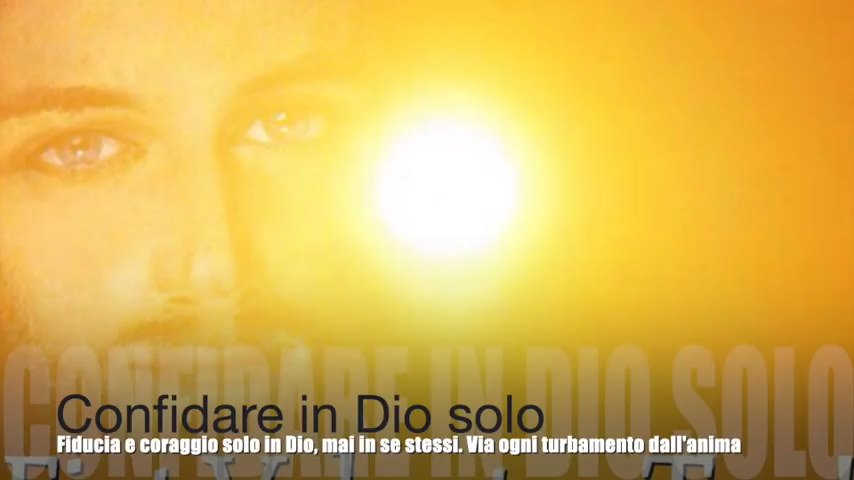 CONFIDARE IN DIO SOLO
Confidare in Dio solo
Fiducia e coraggio solo in Dio, mai in se stessi. Via ogni turbamento dall'anima